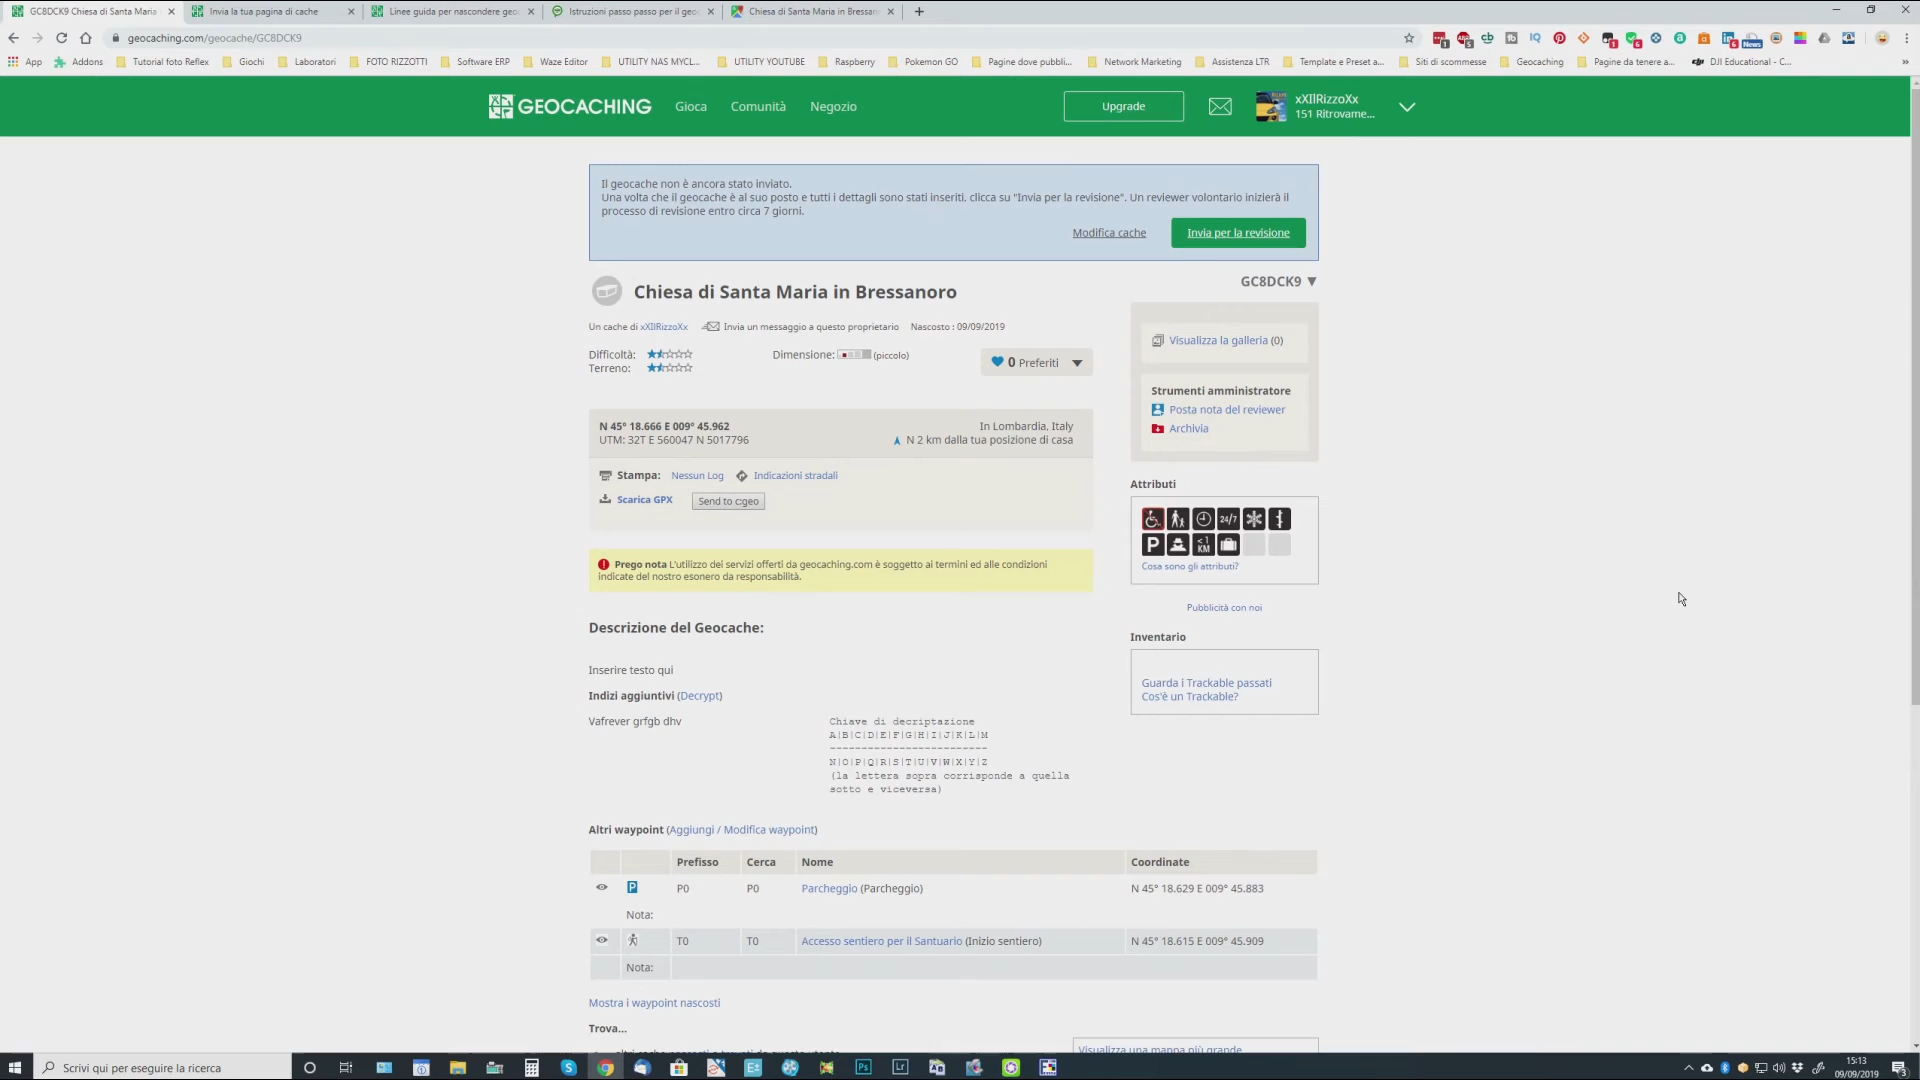 GC8DCK9 Chiesa di Santa Maria
Invia la tua pagina di cache
Linee guida per nascondere geoc
Istruzioni passo passo per il geoc
Chiesa di Santa Maria in Bressan
geocaching.com/geocache/GC8DCK9
App
Addons
Tutorial foto Reflex
Giochi
Laboratori
FOTO RIZZOTTI
Software ERP
Waze Editor
UTILITY NAS MYCL...
UTILITY YOUTUBE
Raspberry
Pokemon GO
Pagine dove pubbli...
Network Marketing
Assistenza LTR
Template e Preset a...
Siti di scommesse
Geocaching
Pagine da tenere a...
DJI Educational - C...
GEOCACHING
Gioca
Comunità
Negozio
Upgrade
xXIlRizzoXx
151 Ritrovame...
Il geocache non è ancora stato inviato.
Una volta che il geocache è al suo posto e tutti i dettagli sono stati inseriti, clicca su "Invia per la revisione". Un reviewer volontario inizierà il
processo di revisione entro circa 7 giorni.
Modifica cache
Invia per la revisione
GC8DCK9 ▼
Chiesa di Santa Maria in Bressanoro
Un cache di xXIlRizzoXx
Invia un messaggio a questo proprietario
Nascosto : 09/09/2019
Difficoltà:
Dimensione: (piccolo)
Terreno:
0 Preferiti
Visualizza la galleria (0)
Strumenti amministratore
Posta nota del reviewer
Archivia
N 45° 18.666 E 009° 45.962
In Lombardia, Italy
UTM: 32T E 560047 N 5017796
N 2 km dalla tua posizione di casa
Stampa: Nessun Log
Indicazioni stradali
Scarica GPX
Send to c:geo
Attributi
24/7
P
<1 KM
Cosa sono gli attributi?
Prego nota L'utilizzo dei servizi offerti da geocaching.com è soggetto ai termini ed alle condizioni
indicate del nostro esonero da responsabilità.
Pubblicità con noi
Descrizione del Geocache:
Inventario
Inserire testo qui
Guarda i Trackable passati
Cos'è un Trackable?
Indizi aggiuntivi (Decrypt)
Vafrever grfgb dhv
Chiave di decriptazione
A|B|C|D|E|F|G|H|I|J|K|L|M
-------------------------
N|O|P|Q|R|S|T|U|V|W|X|Y|Z
(la lettera sopra corrisponde a quella
sotto e viceversa)
Altri waypoint (Aggiungi / Modifica waypoint)
Prefisso
Cerca
Nome
Coordinate
P
P0
P0
Parcheggio (Parcheggio)
N 45° 18.629 E 009° 45.883
Nota:
T0
T0
Accesso sentiero per il Santuario (Inizio sentiero)
N 45° 18.615 E 009° 45.909
Nota:
Mostra i waypoint nascosti
Trova...
Visualizza una mappa più grande
Scrivi qui per eseguire la ricerca
15:13
09/09/2019